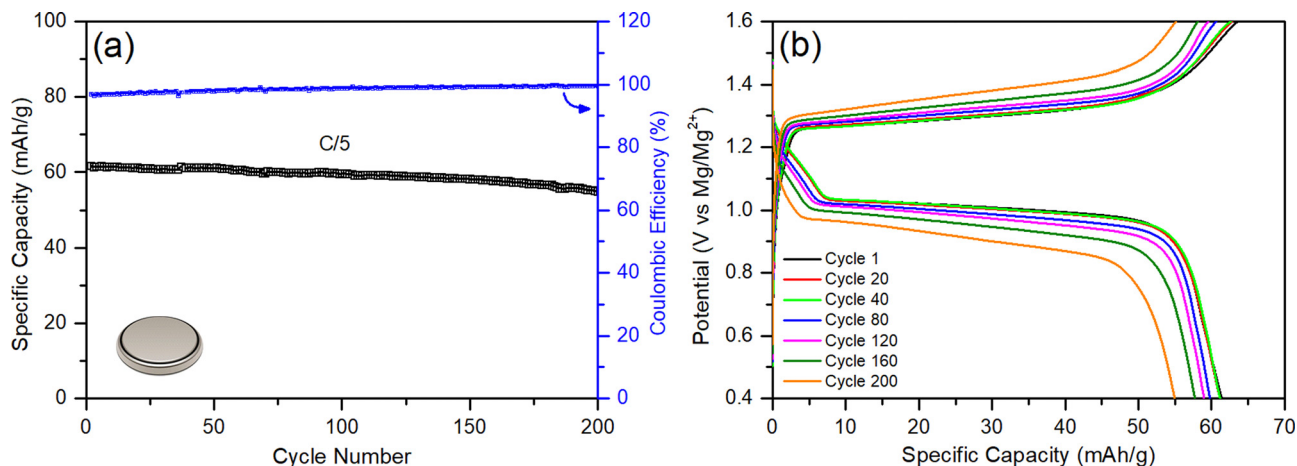 (a)
100
80
60
40
20
0
Specific Capacity (mAh/g)
0
50
100
150
200
Cycle Number
120
100
80
60
40
20
0
Coulombic Efficiency (%)
C/5
(b)
1.6
1.4
1.2
1.0
0.8
0.6
0.4
Potential (V vs Mg/Mg²⁺)
Cycle 1
Cycle 20
Cycle 40
Cycle 80
Cycle 120
Cycle 160
Cycle 200
0
10
20
30
40
50
60
70
Specific Capacity (mAh/g)